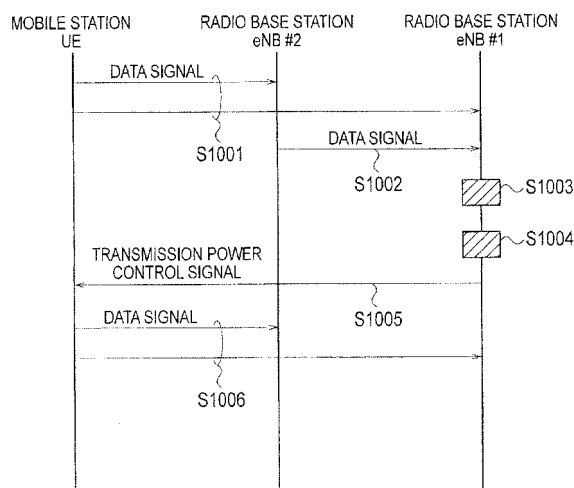 MOBILE STATION
UE
RADIO BASE STATION
eNB #2
RADIO BASE STATION
eNB #1
DATA SIGNAL
S1001
DATA SIGNAL
S1002
S1003
S1004
TRANSMISSION POWER
CONTROL SIGNAL
S1005
DATA SIGNAL
S1006